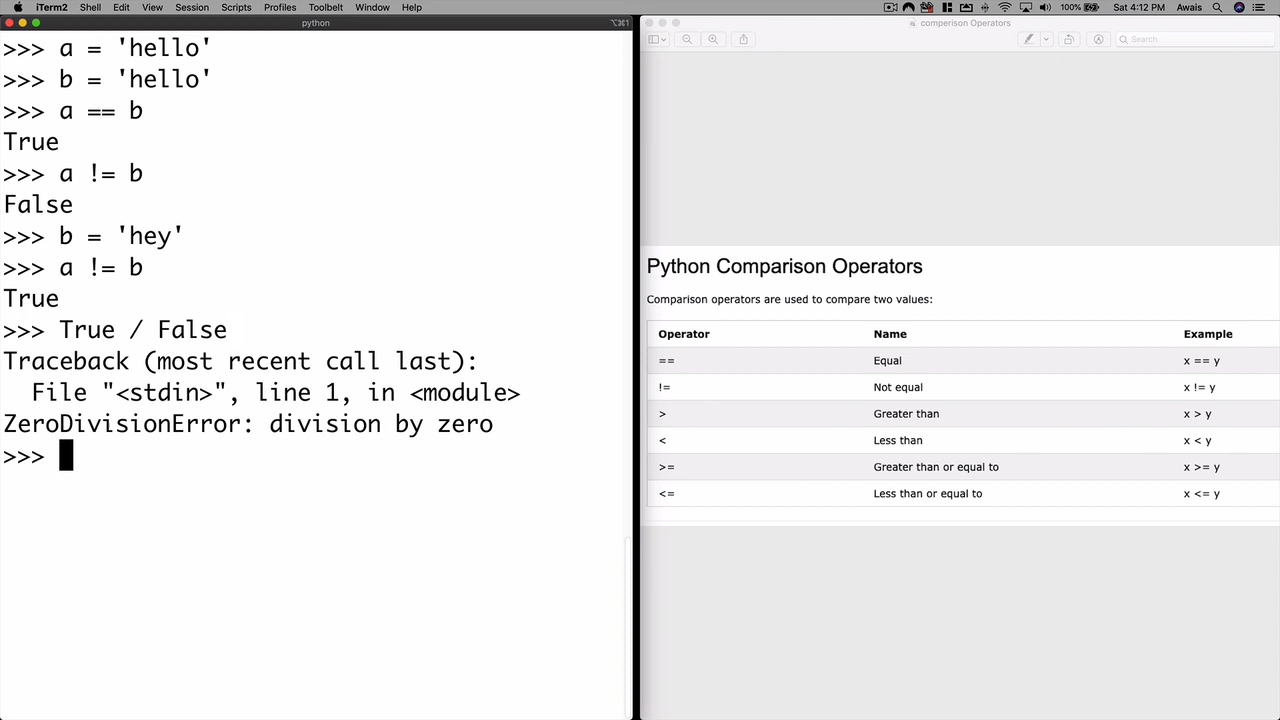 iTerm2 Shell Edit View Session Scripts Profiles Toolbelt Window Help 100% Sat 4:12 PM Awais
python ⌥⌘1
>>> a = 'hello'
>>> b = 'hello'
>>> a == b
True
>>> a != b
False
>>> b = 'hey'
>>> a != b
True
>>> True / False
Traceback (most recent call last):
  File "<stdin>", line 1, in <module>
ZeroDivisionError: division by zero
>>>
comperison Operators
Search
Python Comparison Operators
Comparison operators are used to compare two values:
Operator Name Example
== Equal x == y
!= Not equal x != y
> Greater than x > y
< Less than x < y
>= Greater than or equal to x >= y
<= Less than or equal to x <= y